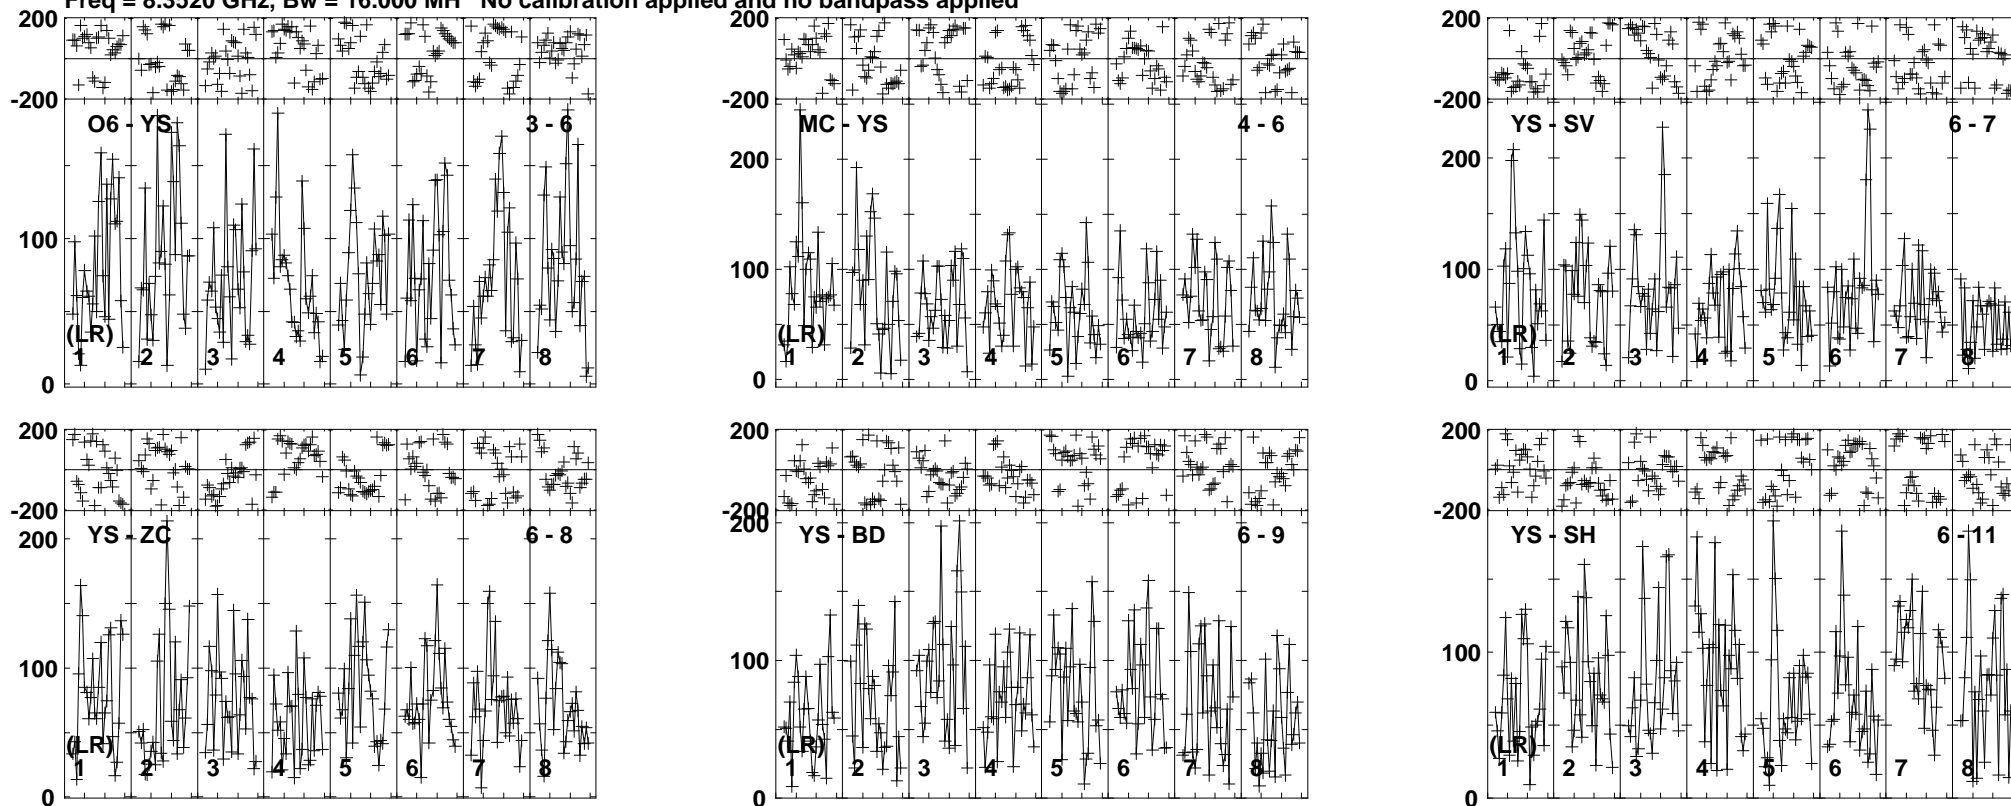 Freq = 8.3520 GHz, Bw = 16.000 MH No calibration applied and no bandpass applied
200
-200
O6 - YS
3 - 6
100
0
(LR)
1 2 3 4 5 6 7 8
200
-200
MC - YS
4 - 6
200
100
0
(LR)
1 2 3 4 5 6 7 8
200
-200
YS - SV
6 - 7
200
100
0
(LR)
1 2 3 4 5 6 7 8
200
-200
YS - ZC
6 - 8
200
100
0
(LR)
1 2 3 4 5 6 7 8
200
-200
YS - BD
6 - 9
200
100
0
(LR)
1 2 3 4 5 6 7 8
200
-200
YS - SH
6 - 11
100
0
(LR)
1 2 3 4 5 6 7 8